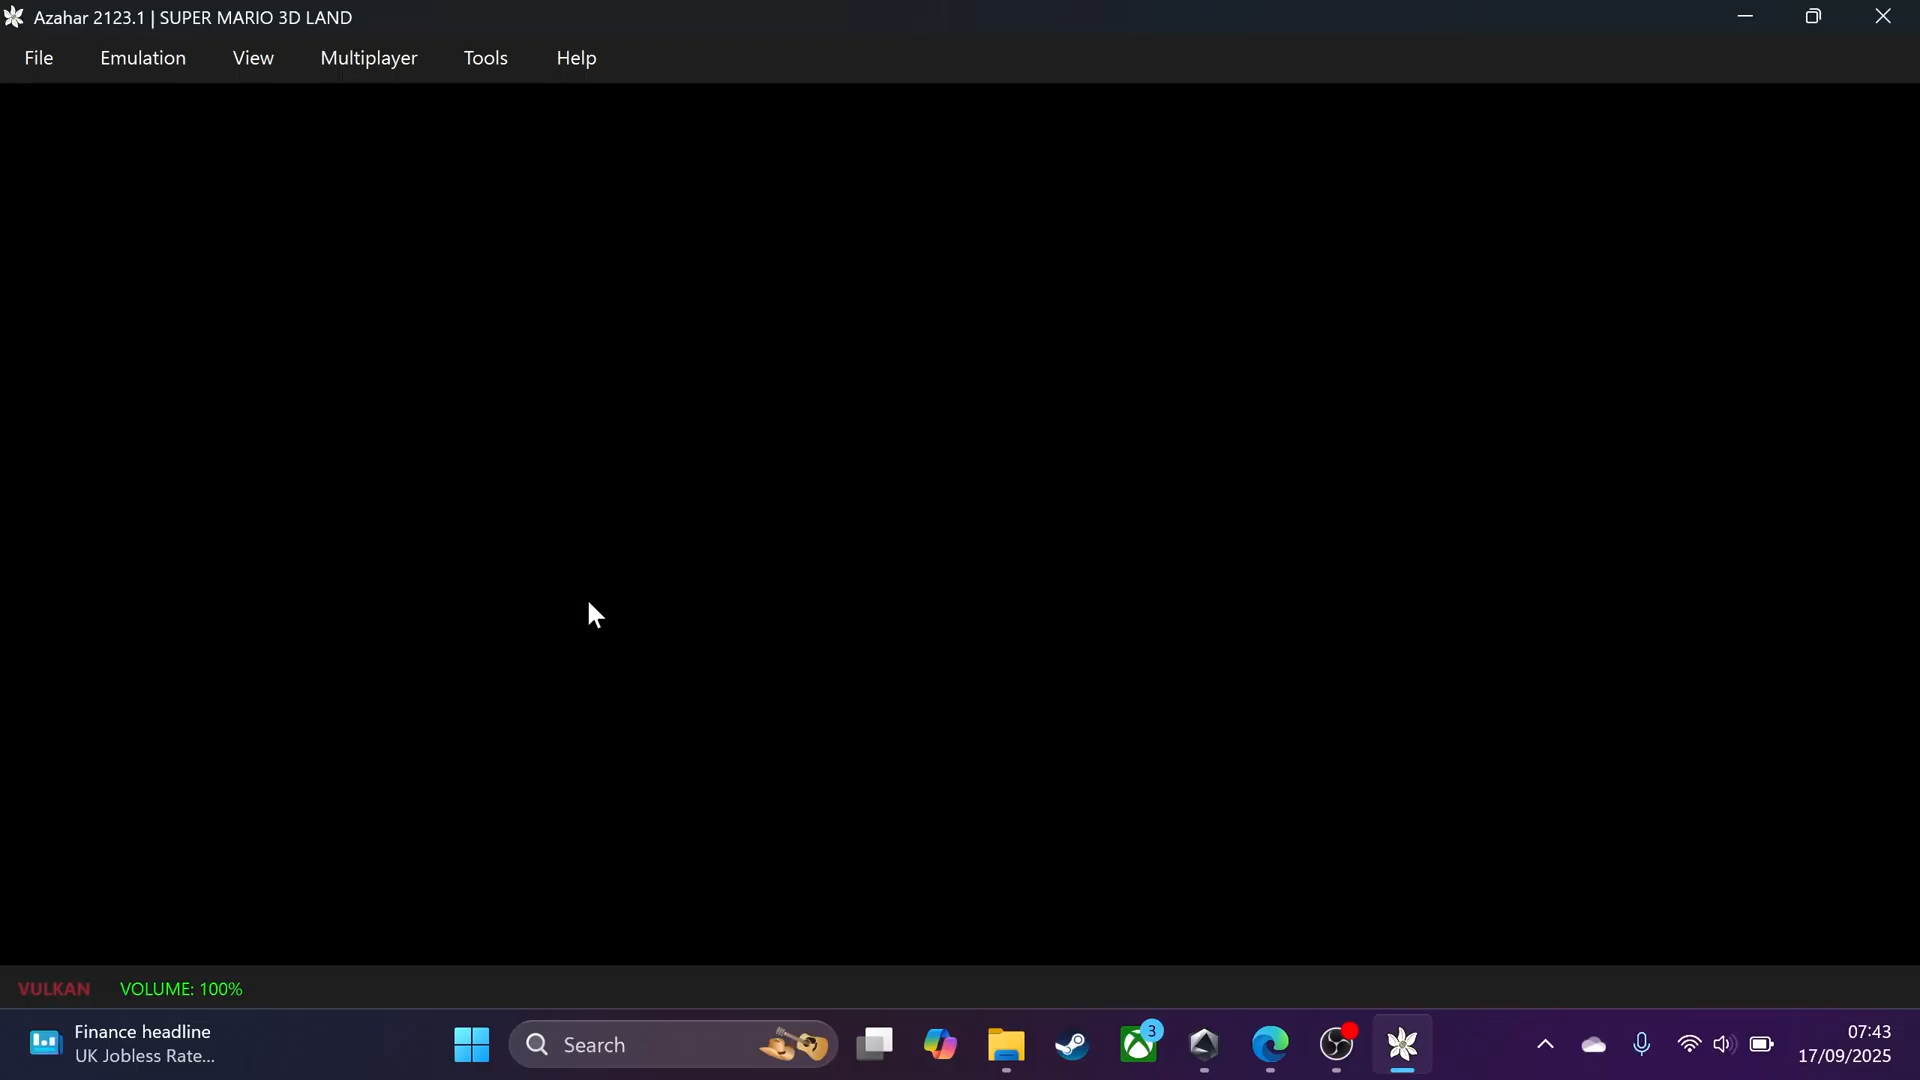 Azahar 2123.1 | SUPER MARIO 3D LAND
File Emulation View Multiplayer Tools Help
VULKAN VOLUME: 100%
Finance headline
UK Jobless Rate...
Search
3
07:43
17/09/2025